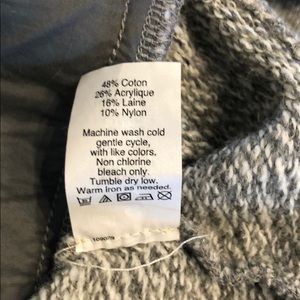 48% Coton
26% Acrylique
16% Laine
10% Nylon
Machine wash cold
gentle cycle,
with like colors.
Non chlorine
bleach only.
Tumble dry low.
Warm Iron as needed.